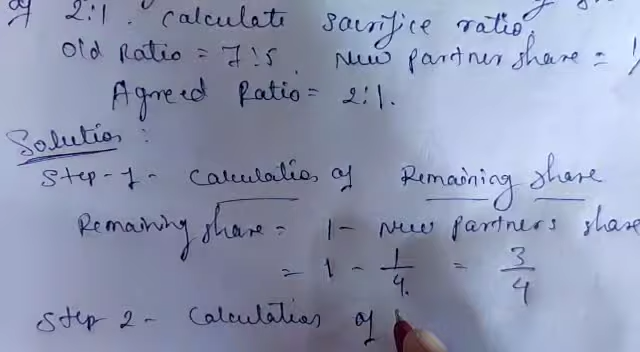 of 2:1. Calculate sacrifice ratio.
Old Ratio = 7:5. New partner share = 1/
Agreed Ratio = 2:1.
Solution :
Step-1- Calculation of Remaining share
Remaining share = 1 - New partners share
= 1 - 1/4. = 3/4
Step 2 - Calculation of